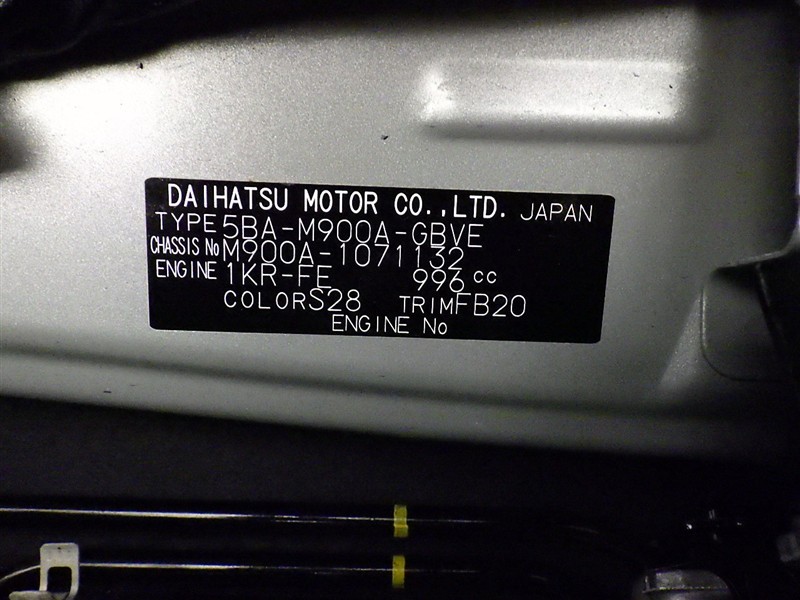 DAIHATSU MOTOR CO.,LTD. JAPAN
TYPE 5BA-M900A-GBVE
CHASSIS No M900A-1071132
ENGINE 1KR-FE 996 cc
COLOR S28 TRIM FB20
ENGINE No